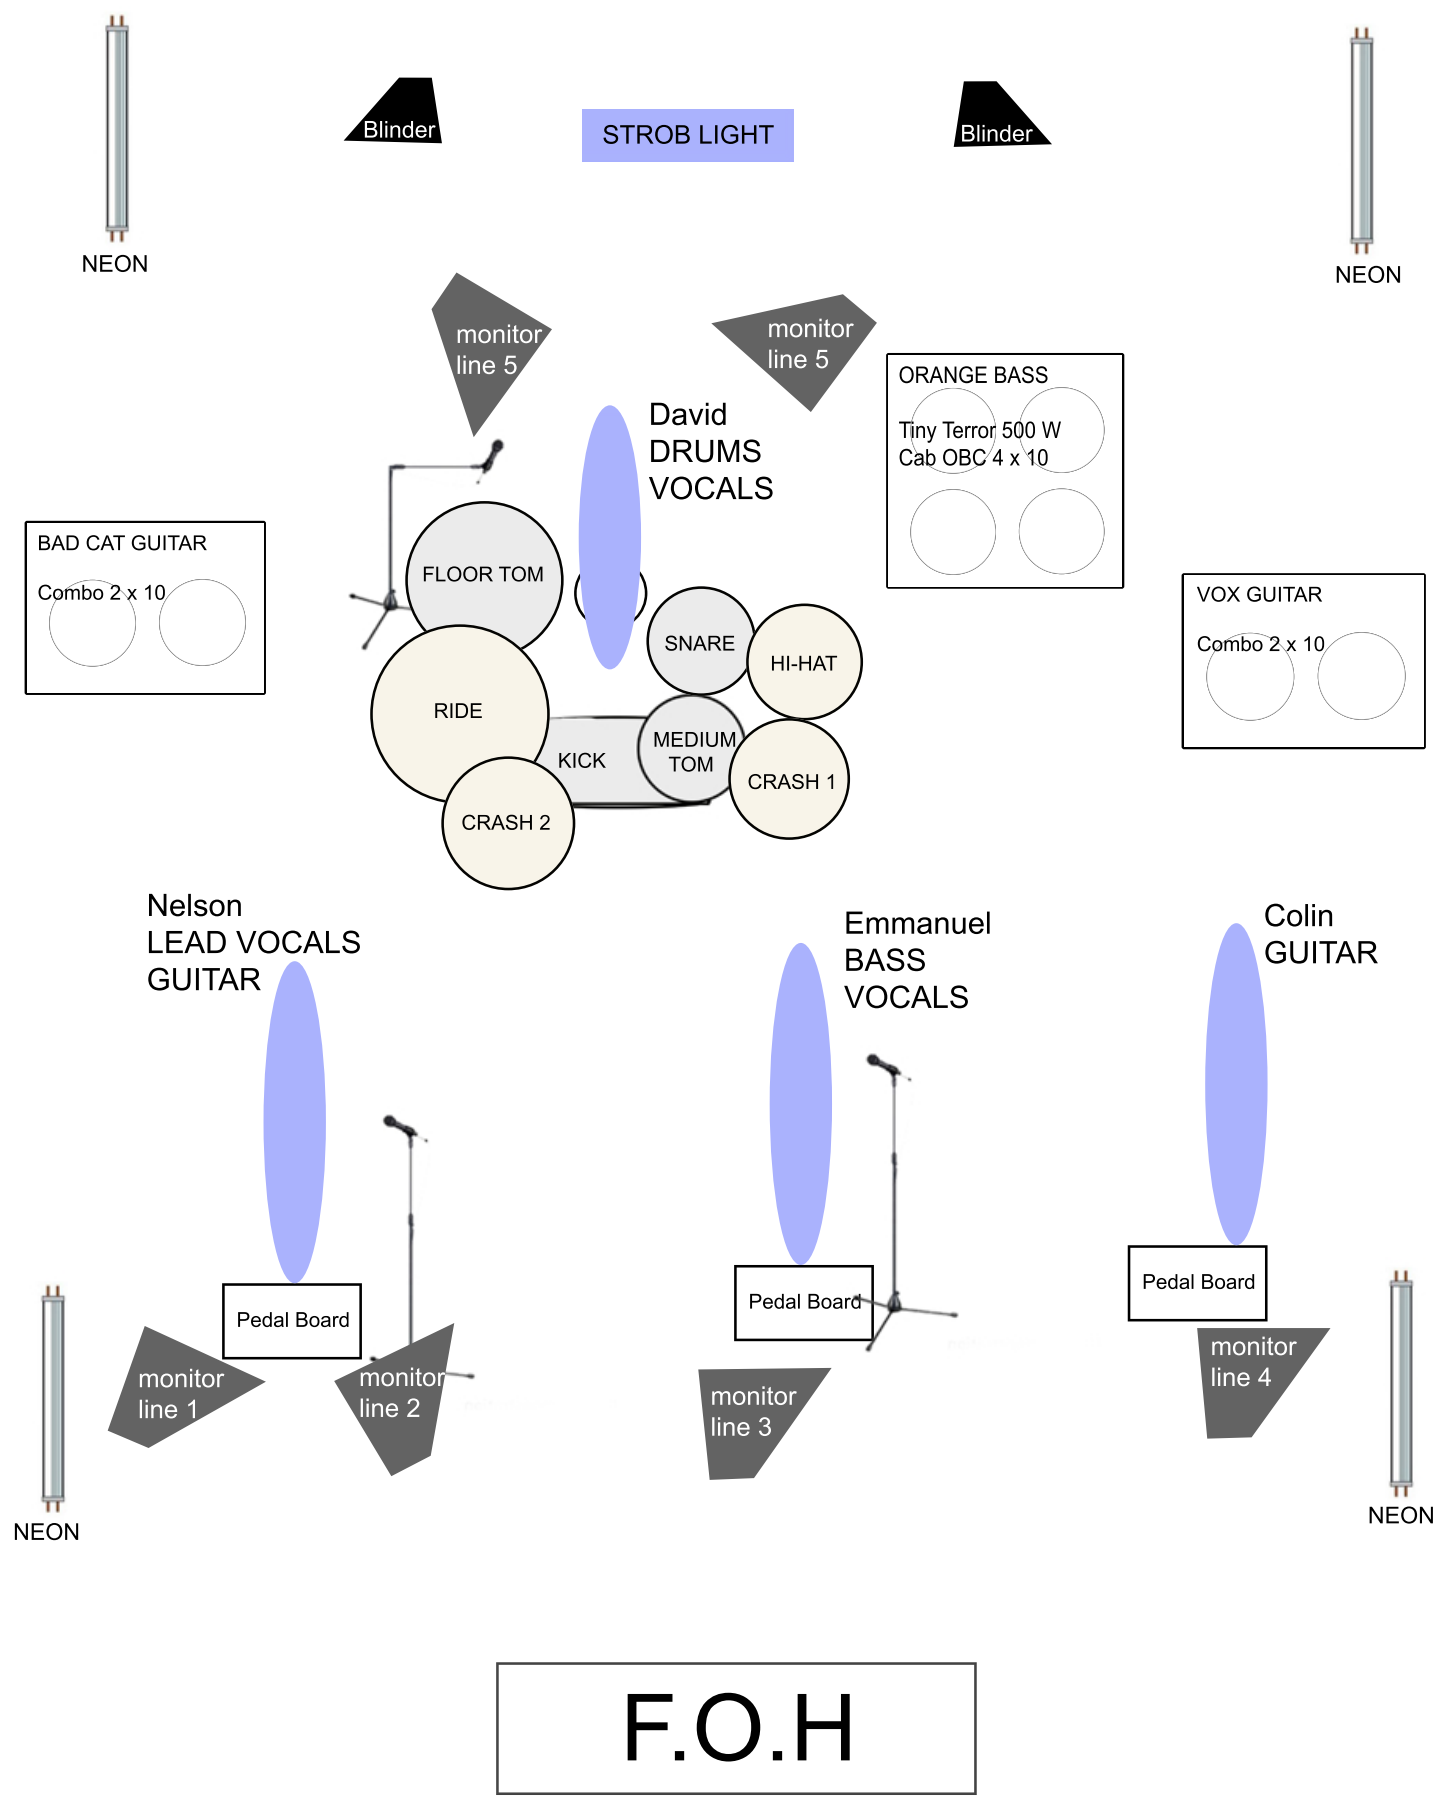 Blinder
STROB LIGHT
Blinder
NEON
NEON
monitor
line 5
monitor
line 5
ORANGE BASS
Tiny Terror 500 W
Cab OBC 4 x 10
David
DRUMS
VOCALS
BAD CAT GUITAR
Combo 2 x 10
FLOOR TOM
SNARE
HI-HAT
VOX GUITAR
Combo 2 x 10
RIDE
KICK
MEDIUM
TOM
CRASH 1
CRASH 2
Nelson
LEAD VOCALS
GUITAR
Emmanuel
BASS
VOCALS
Colin
GUITAR
Pedal Board
Pedal Board
Pedal Board
monitor
line 1
monitor
line 2
monitor
line 3
monitor
line 4
NEON
NEON
F.O.H